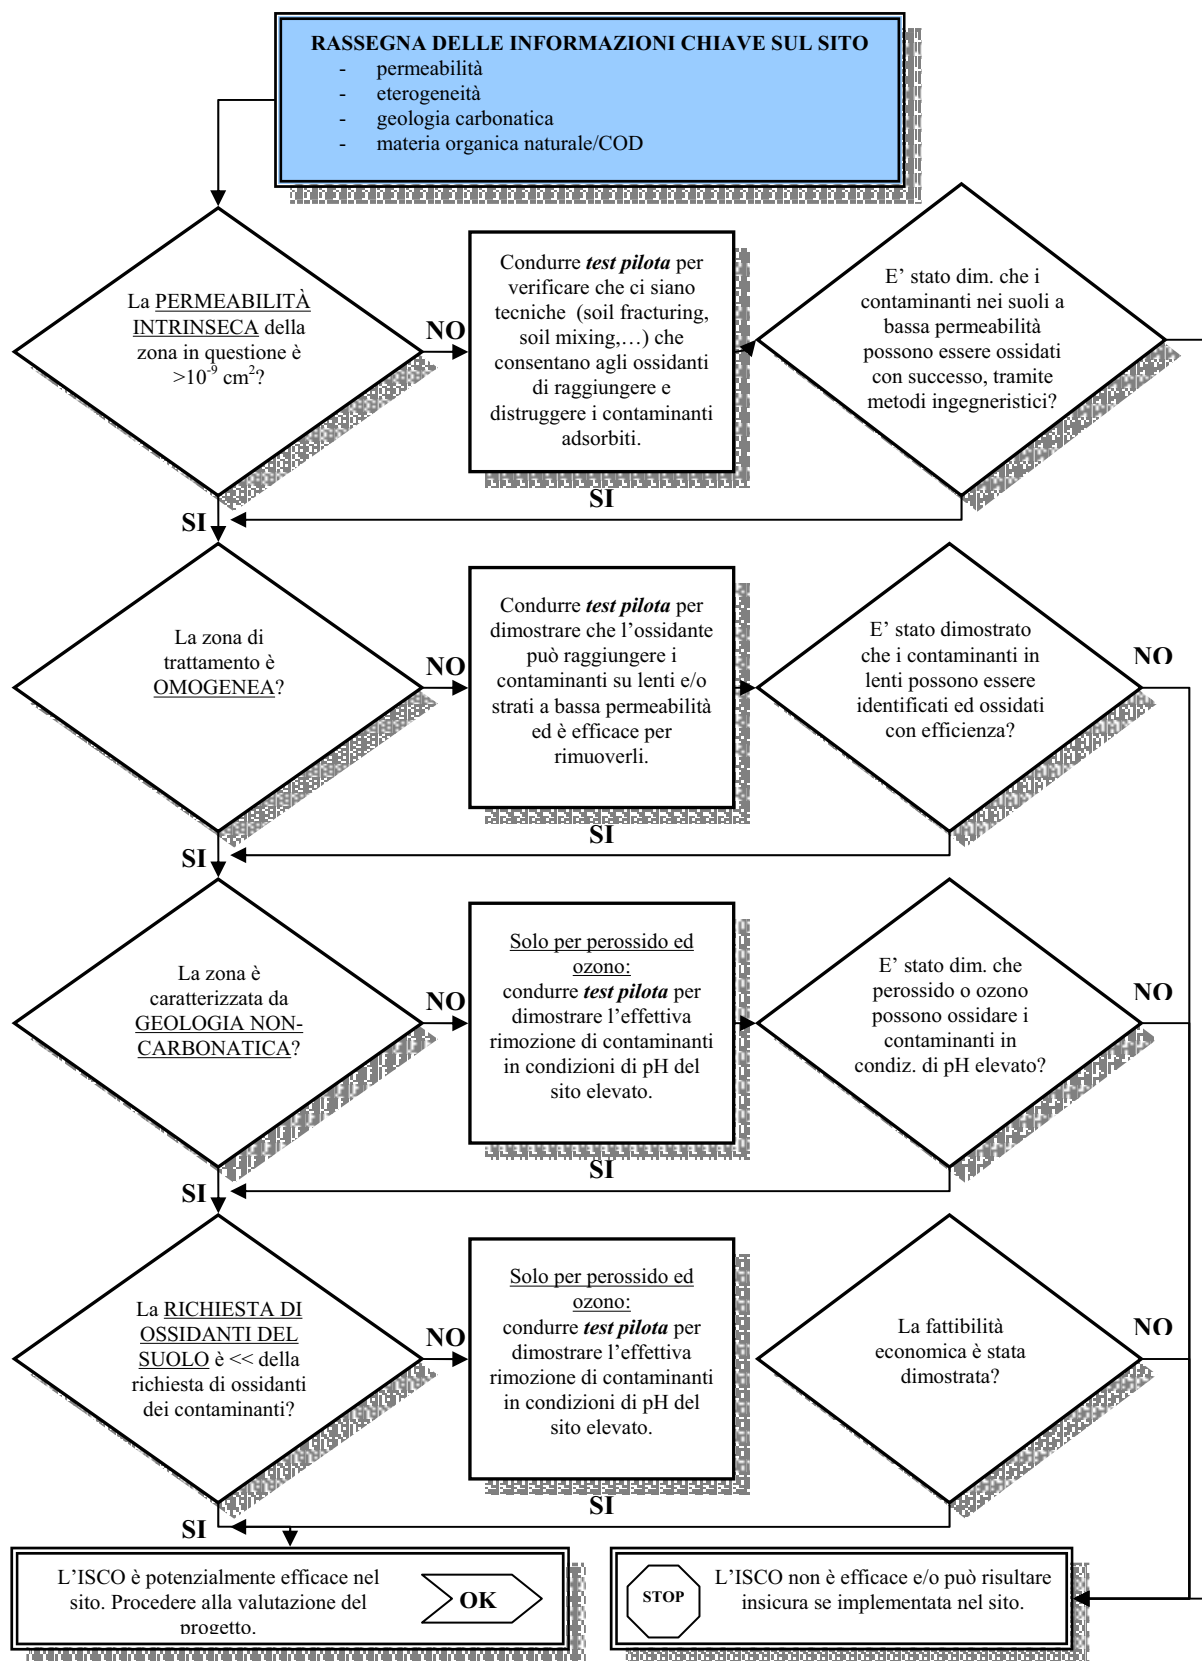 RASSEGNA DELLE INFORMAZIONI CHIAVE SUL SITO
- permeabilità
- eterogeneità
- geologia carbonatica
- materia organica naturale/COD
La PERMEABILITÀ
INTRINSECA della
zona in questione è
>10⁻⁹ cm²?
NO
Condurre test pilota per
verificare che ci siano
tecniche (soil fracturing,
soil mixing,…) che
consentano agli ossidanti
di raggiungere e
distruggere i contaminanti
adsorbiti.
E’ stato dim. che i
contaminanti nei suoli a
bassa permeabilità
possono essere ossidati
con successo, tramite
metodi ingegneristici?
SI
SI
La zona di
trattamento è
OMOGENEA?
NO
Condurre test pilota per
dimostrare che l’ossidante
può raggiungere i
contaminanti su lenti e/o
strati a bassa permeabilità
ed è efficace per
rimuoverli.
E’ stato dimostrato
che i contaminanti in
lenti possono essere
identificati ed ossidati
con efficienza?
NO
SI
SI
La zona è
caratterizzata da
GEOLOGIA NON-
CARBONATICA?
NO
Solo per perossido ed
ozono:
condurre test pilota per
dimostrare l’effettiva
rimozione di contaminanti
in condizioni di pH del
sito elevato.
E’ stato dim. che
perossido o ozono
possono ossidare i
contaminanti in
condiz. di pH elevato?
NO
SI
SI
La RICHIESTA DI
OSSIDANTI DEL
SUOLO è << della
richiesta di ossidanti
dei contaminanti?
NO
Solo per perossido ed
ozono:
condurre test pilota per
dimostrare l’effettiva
rimozione di contaminanti
in condizioni di pH del
sito elevato.
La fattibilità
economica è stata
dimostrata?
NO
SI
SI
L’ISCO è potenzialmente efficace nel
sito. Procedere alla valutazione del
progetto.
OK
STOP
L’ISCO non è efficace e/o può risultare
insicura se implementata nel sito.